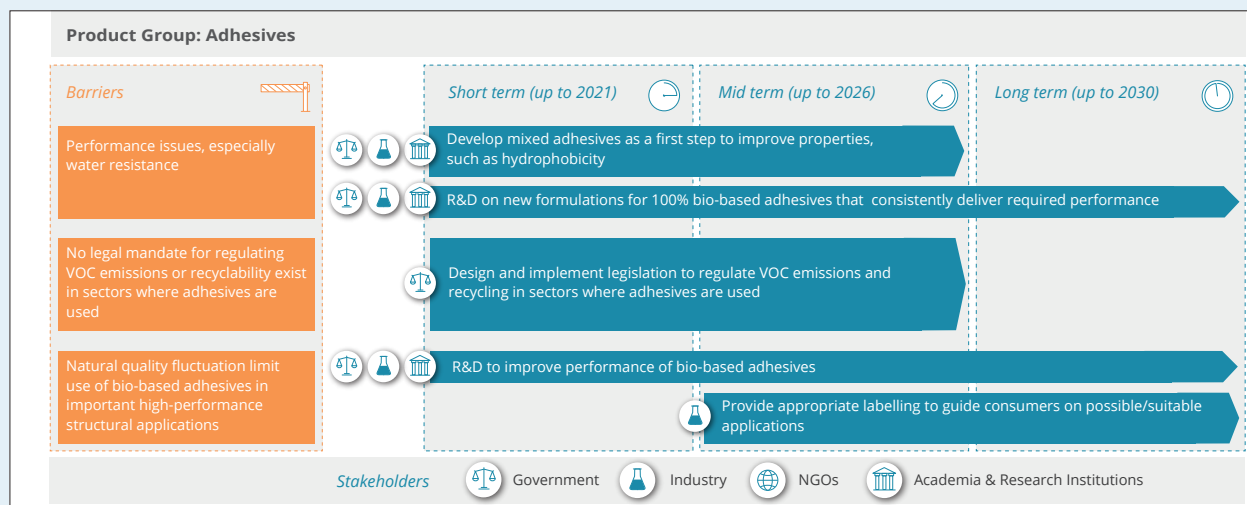 Product Group: Adhesives
Barriers
Short term (up to 2021)
Mid term (up to 2026)
Long term (up to 2030)
Performance issues, especially
water resistance
Develop mixed adhesives as a first step to improve properties,
such as hydrophobicity
R&D on new formulations for 100% bio-based adhesives that consistently deliver required performance
No legal mandate for regulating
VOC emissions or recyclability exist
in sectors where adhesives are
used
Design and implement legislation to regulate VOC emissions and
recycling in sectors where adhesives are used
Natural quality fluctuation limit
use of bio-based adhesives in
important high-performance
structural applications
R&D to improve performance of bio-based adhesives
Provide appropriate labelling to guide consumers on possible/suitable
applications
Stakeholders
Government
Industry
NGOs
Academia & Research Institutions